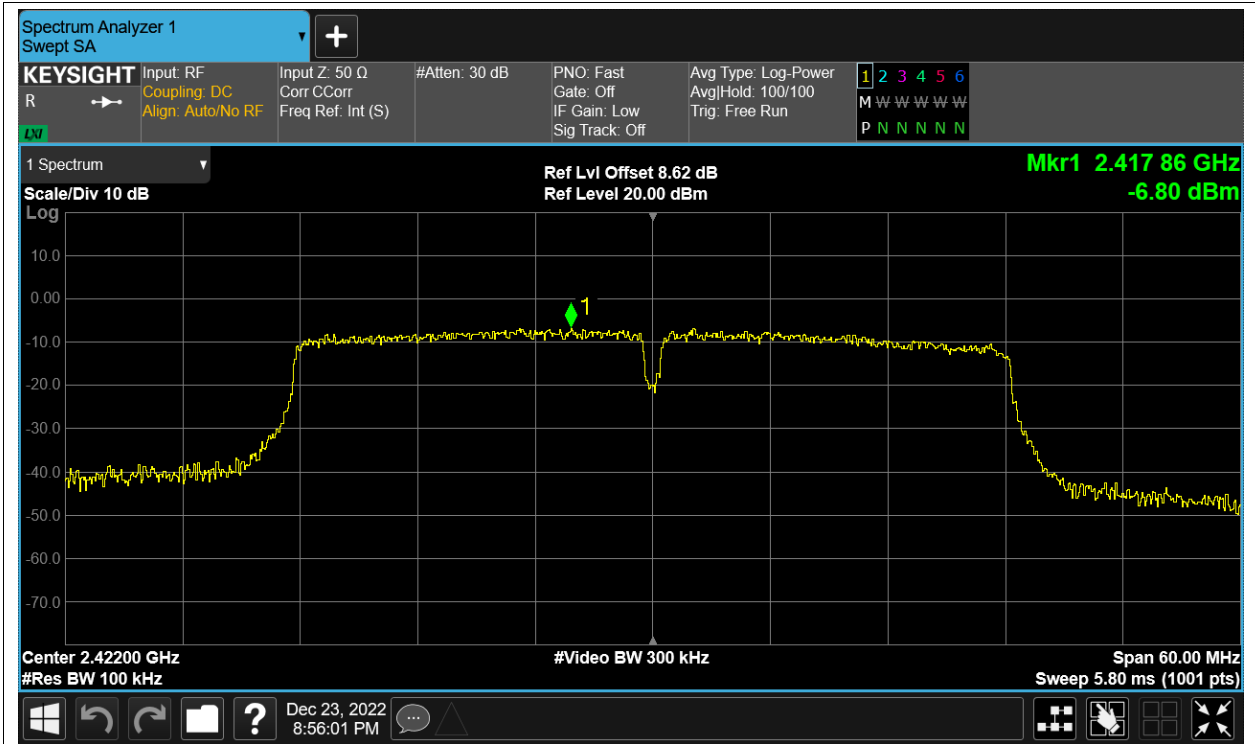 Spectrum Analyzer 1
Swept SA
KEYSIGHT
R
LXI
Input: RF
Coupling: DC
Align: Auto/No RF
Input Z: 50 Ω
Corr CCorr
Freq Ref: Int (S)
#Atten: 30 dB
PNO: Fast
Gate: Off
IF Gain: Low
Sig Track: Off
Avg Type: Log-Power
Avg|Hold: 100/100
Trig: Free Run
1 2 3 4 5 6
M W W W W W
P N N N N N
1 Spectrum
Scale/Div 10 dB
Log
Ref Lvl Offset 8.62 dB
Ref Level 20.00 dBm
Mkr1 2.417 86 GHz
-6.80 dBm
10.0
0.00
-10.0
-20.0
-30.0
-40.0
-50.0
-60.0
-70.0
1
Center 2.42200 GHz
#Res BW 100 kHz
#Video BW 300 kHz
Span 60.00 MHz
Sweep 5.80 ms (1001 pts)
?
Dec 23, 2022
8:56:01 PM